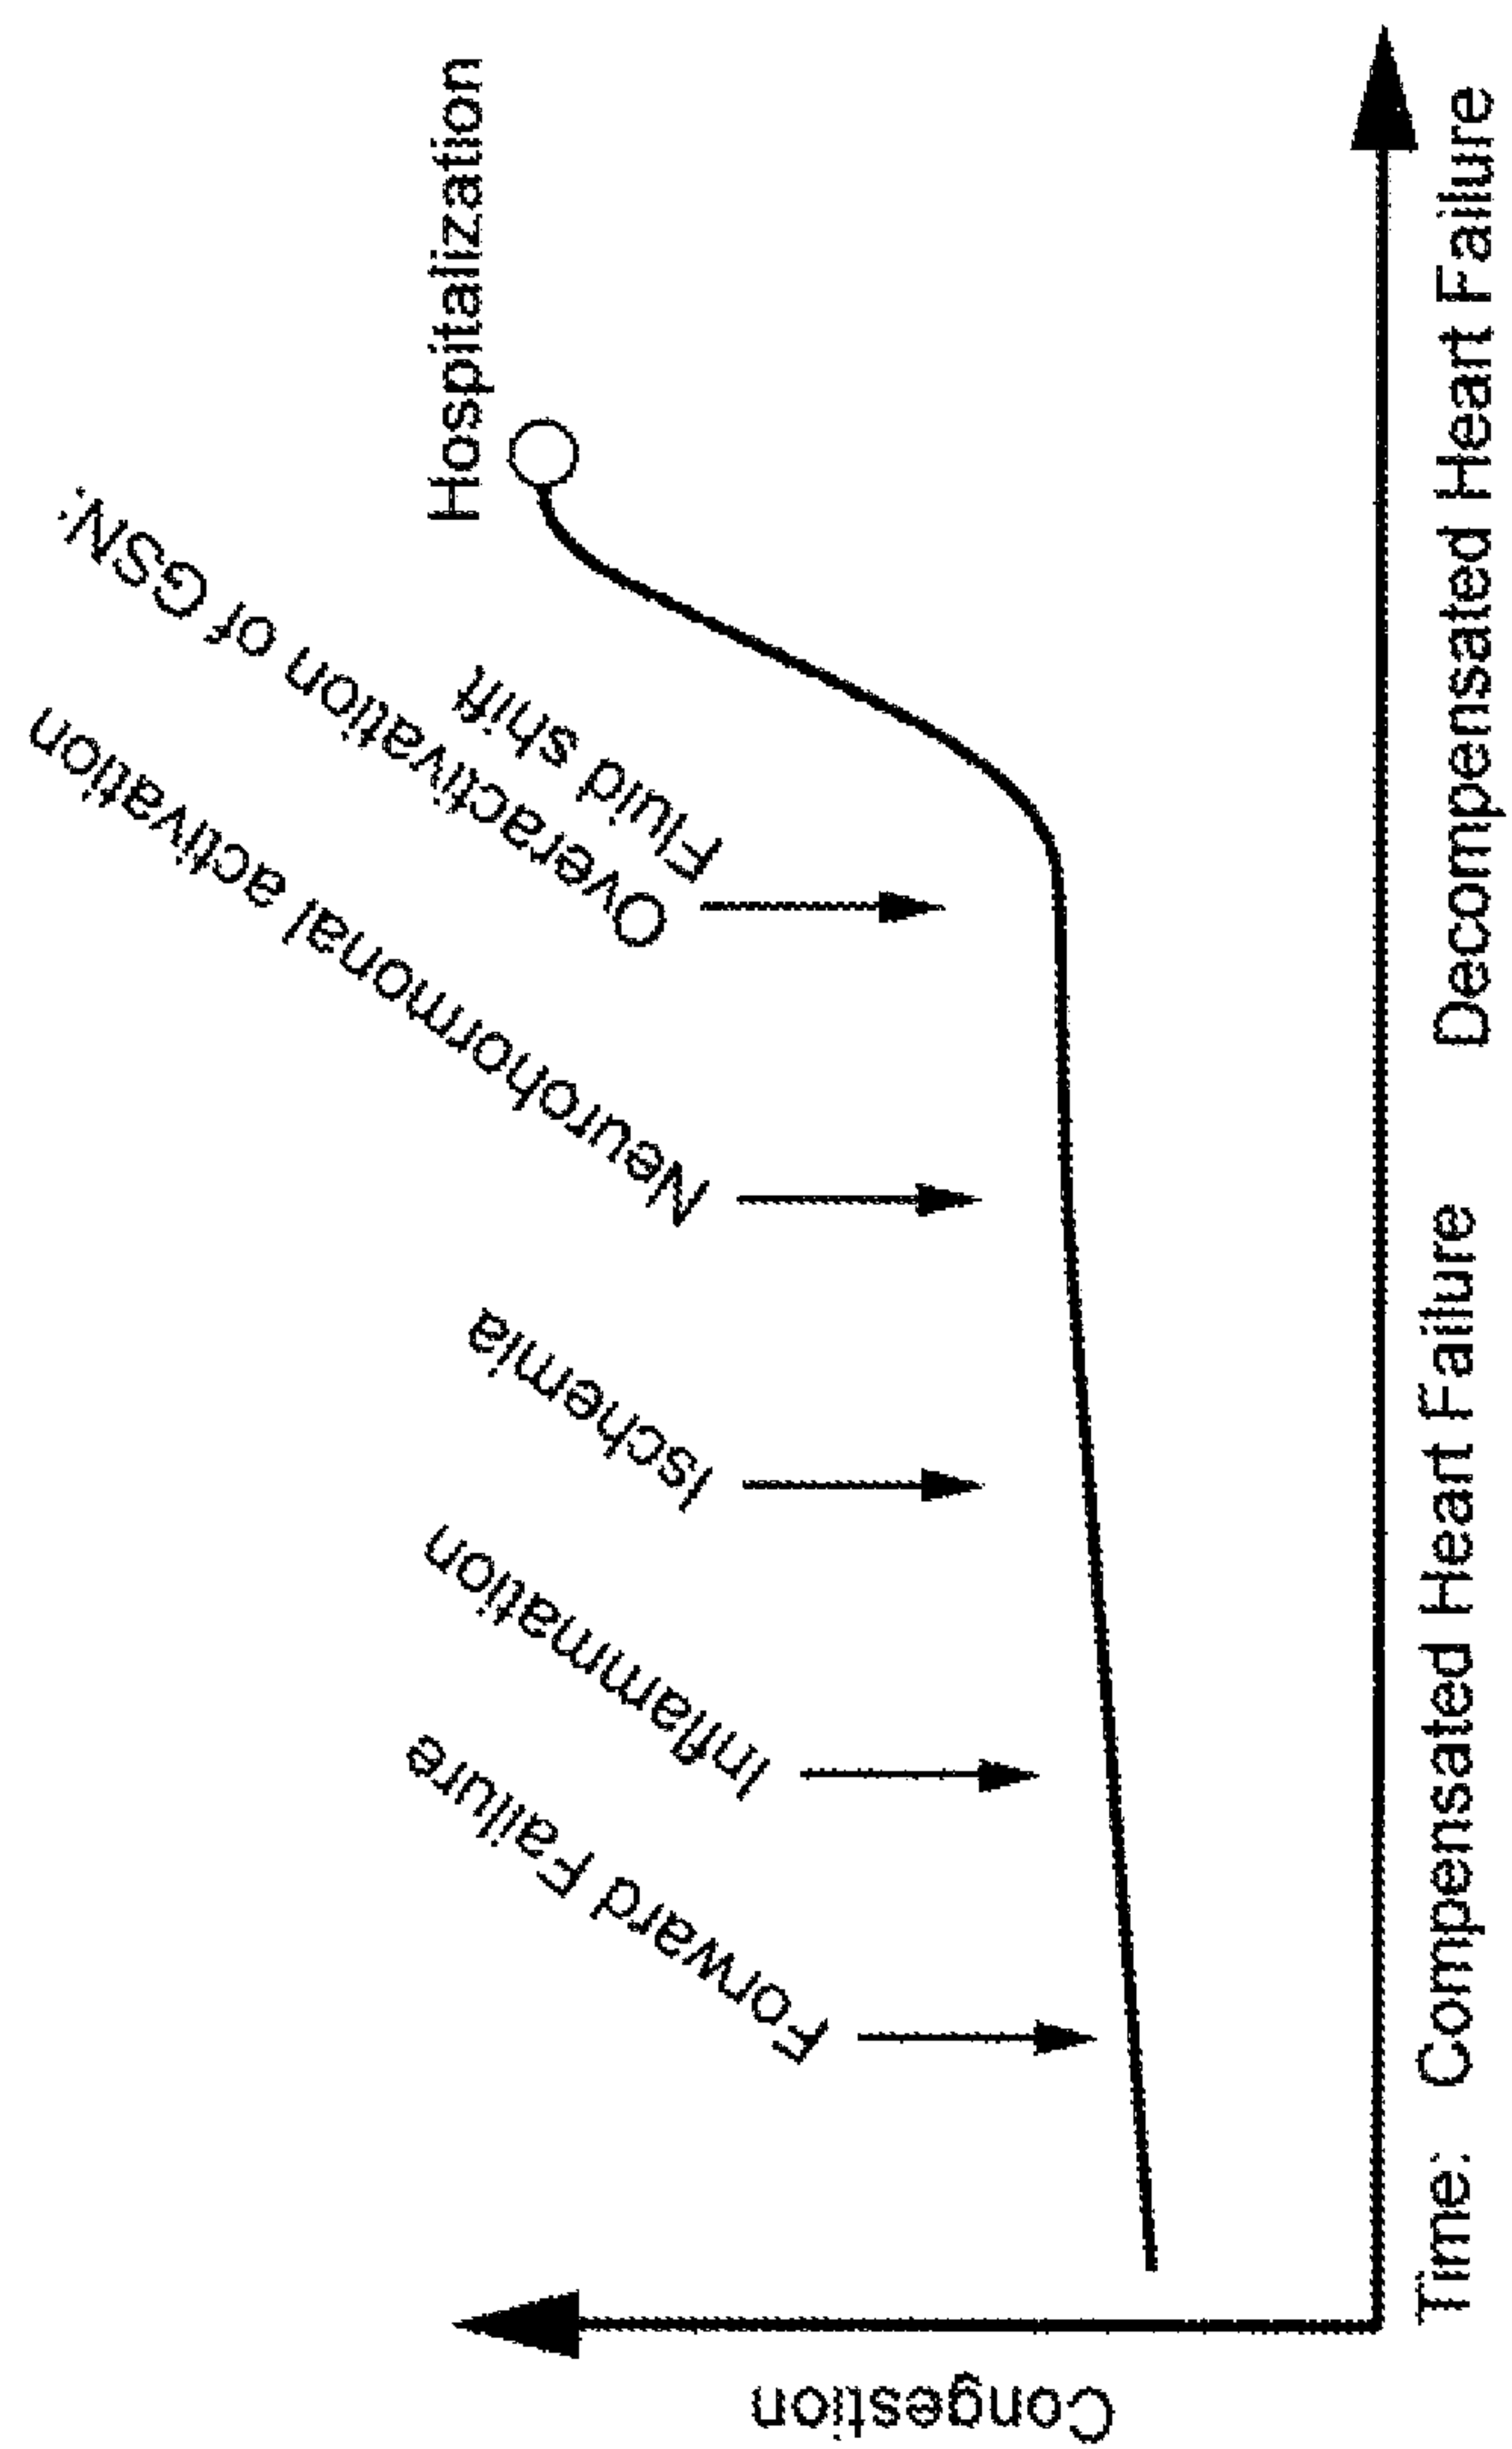 Congestion
Forward Failure
Inflammation
Ischemia
Neurohormonal activation
Overactivation of GSN:
Fluid shift
Hospitalization
Time: Compensated Heart Failure Decompensated Heart Failure